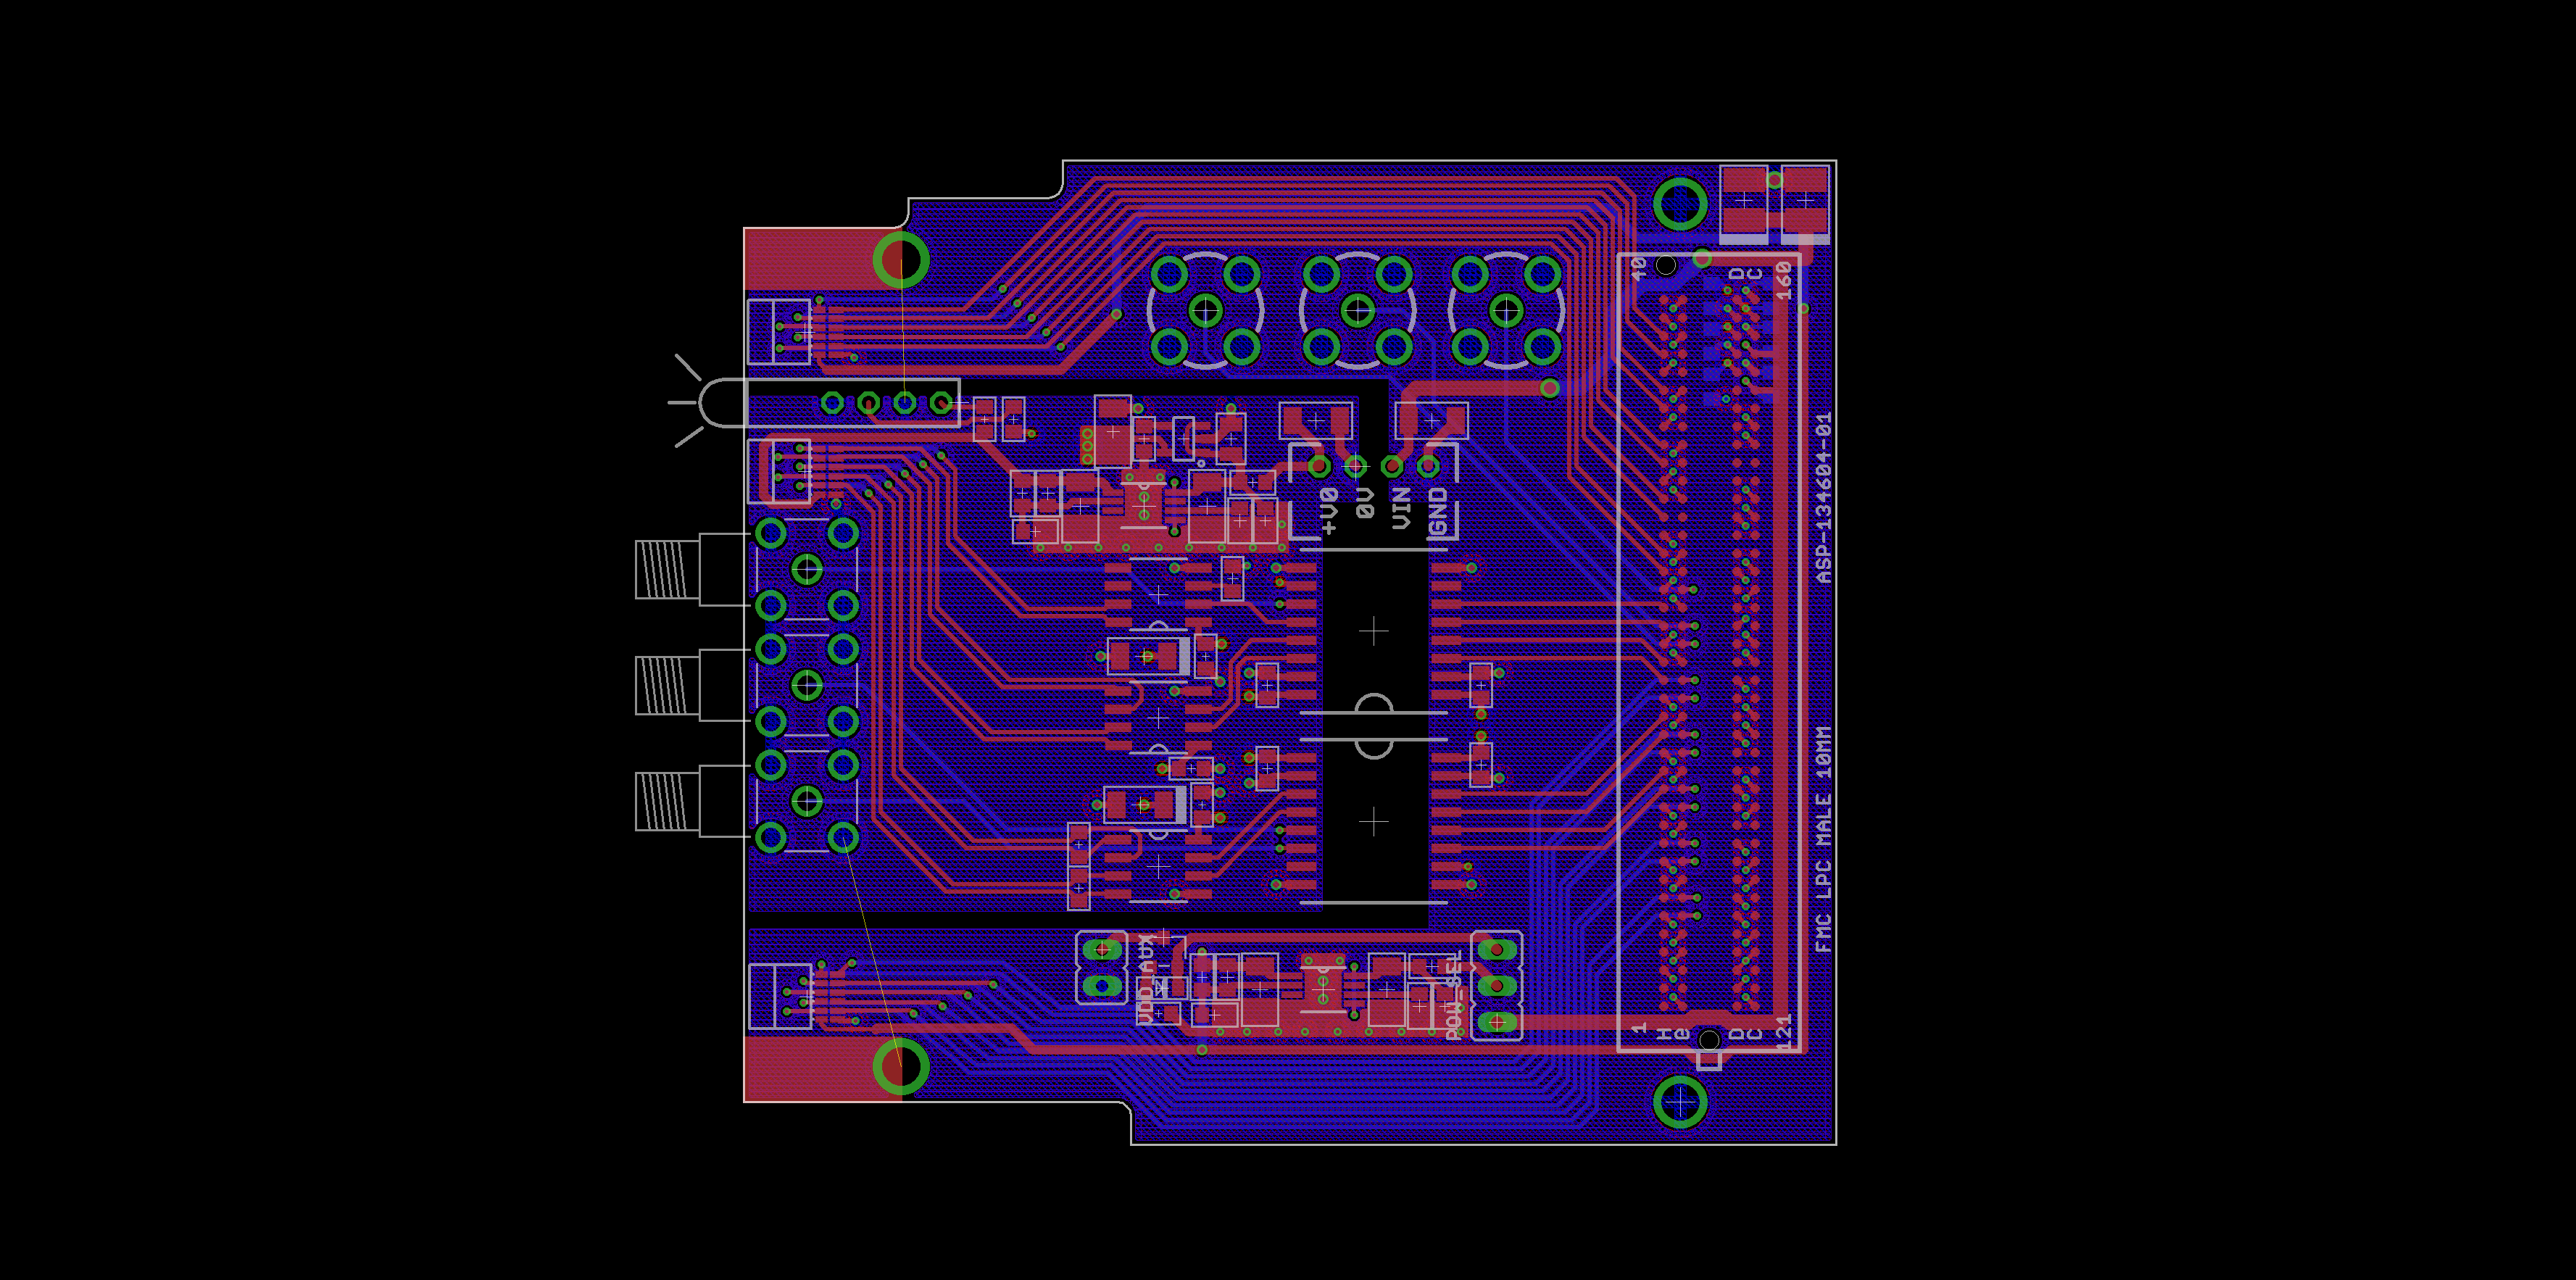 40
D
C
160
+V0
0V
VIN
GND
ASP-134604-01
FMC LPC MALE 10MM
VDD_AUX
POW_SEL
1
H
G
D
C
121